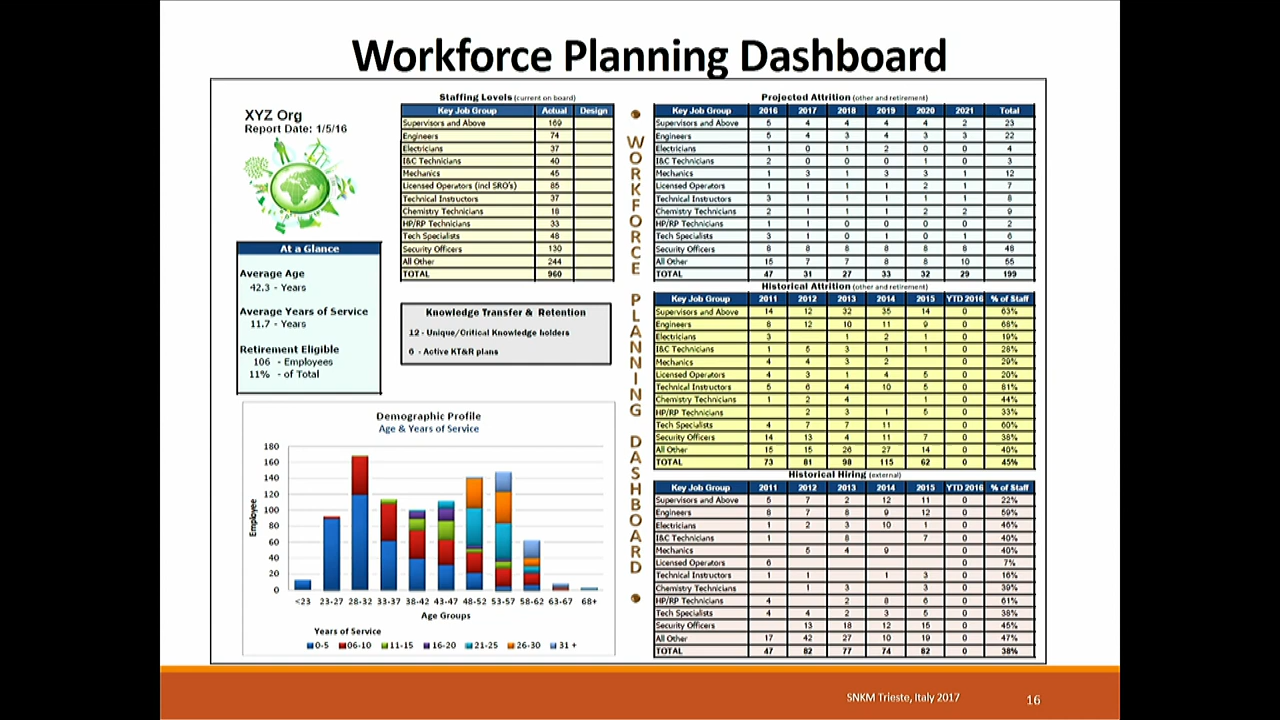 Workforce Planning Dashboard
XYZ Org
Report Date: 1/5/16
At a Glance
Average Age
42.3 - Years
Average Years of Service
11.7 - Years
Retirement Eligible
106 - Employees
11% - of Total
Staffing Levels (current on board)
Key Job Group Actual Design
Supervisors and Above 169
Engineers 74
Electricians 37
I&C Technicians 40
Mechanics 45
Licensed Operators (incl SRO's) 85
Technical Instructors 37
Chemistry Technicians 18
HP/RP Technicians 33
Tech Specialists 48
Security Officers 130
All Other 244
TOTAL 960
Knowledge Transfer & Retention
12 - Unique/Critical Knowledge holders
6 - Active KT&R plans
Demographic Profile
Age & Years of Service
Employee
180
160
140
120
100
80
60
40
20
0
<23 23-27 28-32 33-37 38-42 43-47 48-52 53-57 58-62 63-67 68+
Age Groups
Years of Service
0-5 06-10 11-15 16-20 21-25 26-30 31 +
WORKFORCE PLANNING DASHBOARD
Projected Attrition (other and retirement)
Key Job Group 2016 2017 2018 2019 2020 2021 Total
Supervisors and Above 5 4 4 4 4 2 23
Engineers 5 4 3 4 3 3 22
Electricians 1 0 1 2 0 0 4
I&C Technicians 2 0 0 0 1 0 3
Mechanics 1 3 1 3 3 1 12
Licensed Operators 1 1 1 1 2 1 7
Technical Instructors 3 1 1 1 1 1 8
Chemistry Technicians 2 1 1 1 2 2 9
HP/RP Technicians 1 1 0 0 0 0 2
Tech Specialists 3 1 0 1 0 1 6
Security Officers 8 8 8 8 8 8 48
All Other 15 7 7 8 8 10 55
TOTAL 47 31 27 33 32 29 199
Historical Attrition (other and retirement)
Key Job Group 2011 2012 2013 2014 2015 YTD 2016 % of Staff
Supervisors and Above 14 12 32 35 14 0 63%
Engineers 8 12 10 11 9 0 68%
Electricians 3 1 2 1 0 19%
I&C Technicians 1 5 3 1 1 0 28%
Mechanics 4 4 3 2 0 29%
Licensed Operators 4 3 1 4 5 0 20%
Technical Instructors 5 6 4 10 5 0 81%
Chemistry Technicians 1 2 4 1 0 44%
HP/RP Technicians 2 3 1 5 0 33%
Tech Specialists 4 7 7 11 0 60%
Security Officers 14 13 4 11 7 0 38%
All Other 15 15 26 27 14 0 40%
TOTAL 73 81 98 115 62 0 45%
Historical Hiring (external)
Key Job Group 2011 2012 2013 2014 2015 YTD 2016 % of Staff
Supervisors and Above 5 7 2 12 11 0 22%
Engineers 8 7 8 9 12 0 59%
Electricians 1 2 3 10 1 0 46%
I&C Technicians 1 8 7 0 40%
Mechanics 5 4 9 0 40%
Licensed Operators 6 0 7%
Technical Instructors 1 1 1 3 0 16%
Chemistry Technicians 1 3 3 0 39%
HP/RP Technicians 4 2 8 6 0 61%
Tech Specialists 4 4 2 3 5 0 38%
Security Officers 13 18 12 15 0 45%
All Other 17 42 27 10 19 0 47%
TOTAL 47 82 77 74 82 0 38%
SNKM Trieste, Italy 2017
16